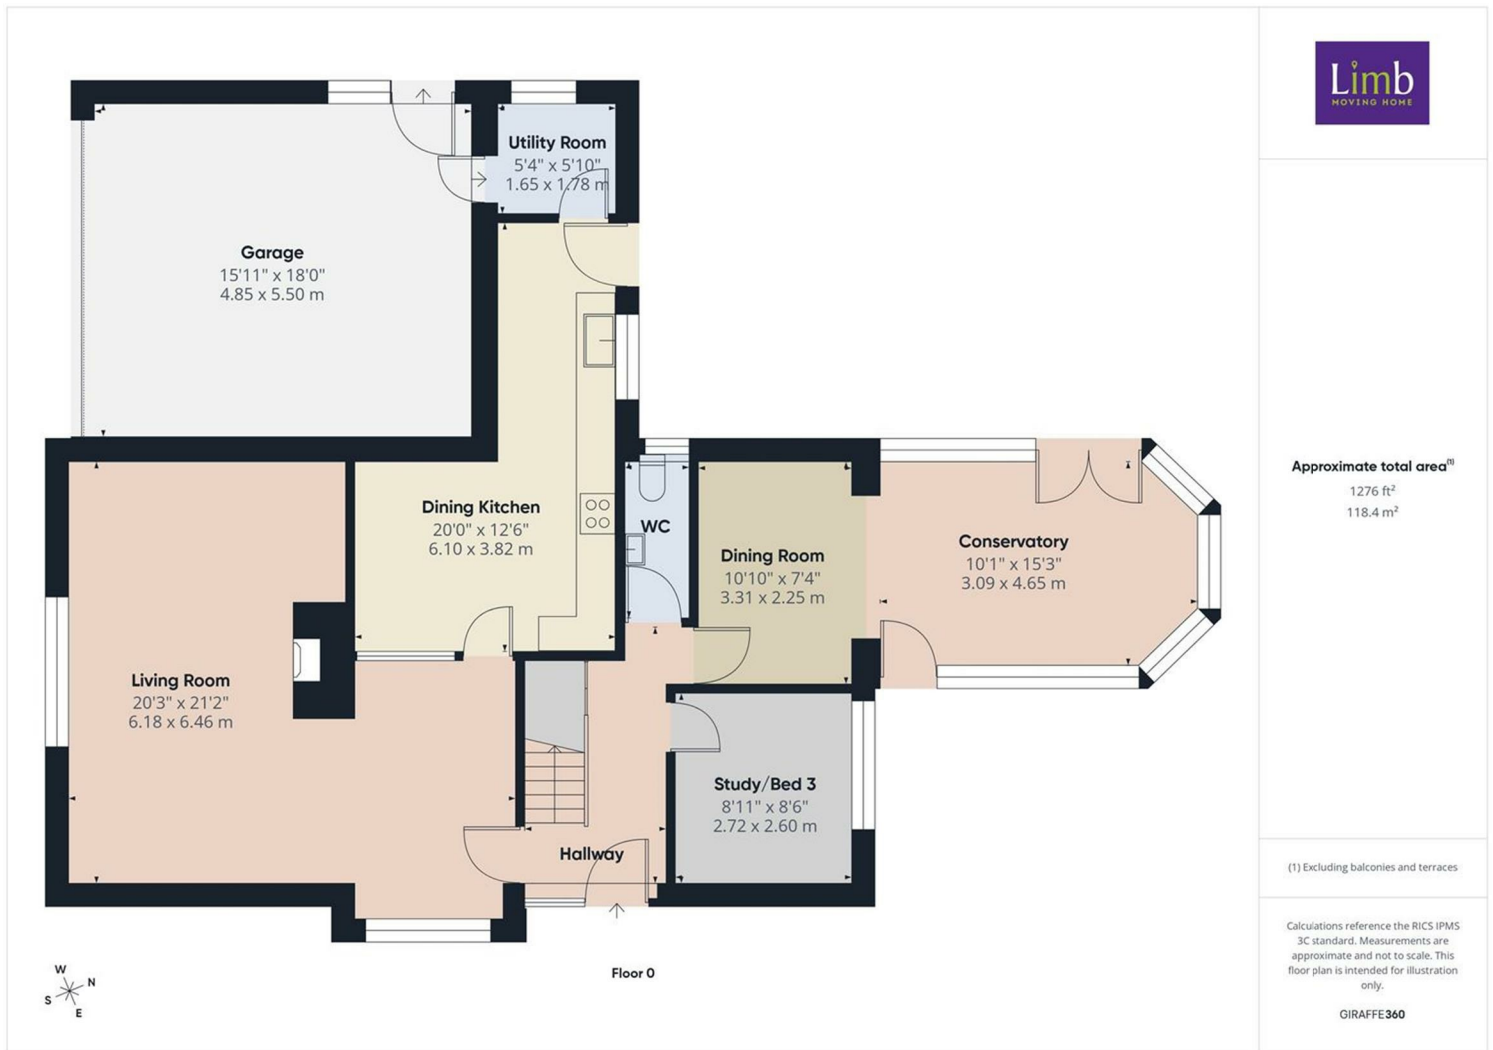 Limb
MOVING HOME
Utility Room
5'4" x 5'10"
1.65 x 1.78 m
Garage
15'11" x 18'0"
4.85 x 5.50 m
Dining Kitchen
20'0" x 12'6"
6.10 x 3.82 m
WC
Dining Room
10'10" x 7'4"
3.31 x 2.25 m
Conservatory
10'1" x 15'3"
3.09 x 4.65 m
Living Room
20'3" x 21'2"
6.18 x 6.46 m
Study/Bed 3
8'11" x 8'6"
2.72 x 2.60 m
Hallway
Floor 0
W
N
S
E
Approximate total area(1)
1276 ft²
118.4 m²
(1) Excluding balconies and terraces
Calculations reference the RICS IPMS
3C standard. Measurements are
approximate and not to scale. This
floor plan is intended for illustration
only.
GIRAFFE360